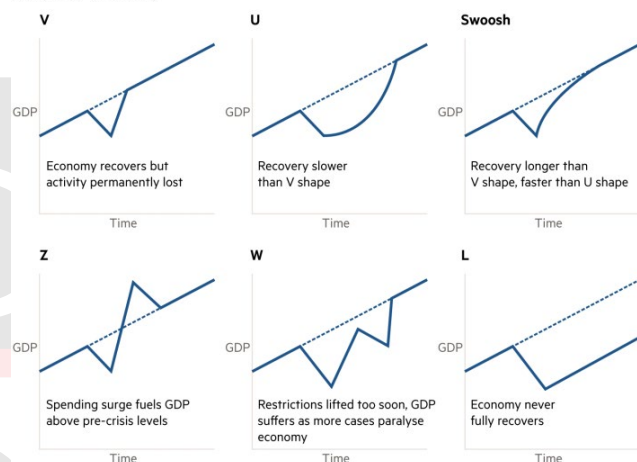 V
GDP
Economy recovers but
activity permanently lost
Time
U
GDP
Recovery slower
than V shape
Time
Swoosh
GDP
Recovery longer than
V shape, faster than U shape
Time
Z
GDP
Spending surge fuels GDP
above pre-crisis levels
Time
W
GDP
Restrictions lifted too soon, GDP
suffers as more cases paralyse
economy
Time
L
GDP
Economy never
fully recovers
Time